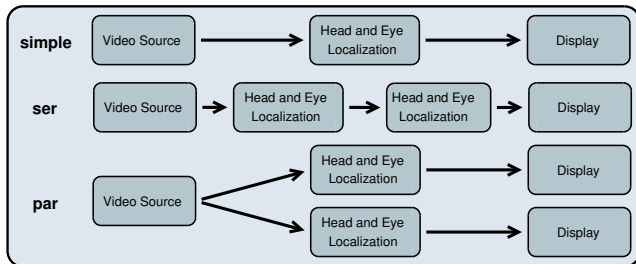 simple
Video Source
Head and Eye
Localization
Display
ser
Video Source
Head and Eye
Localization
Head and Eye
Localization
Display
par
Video Source
Head and Eye
Localization
Display
Head and Eye
Localization
Display